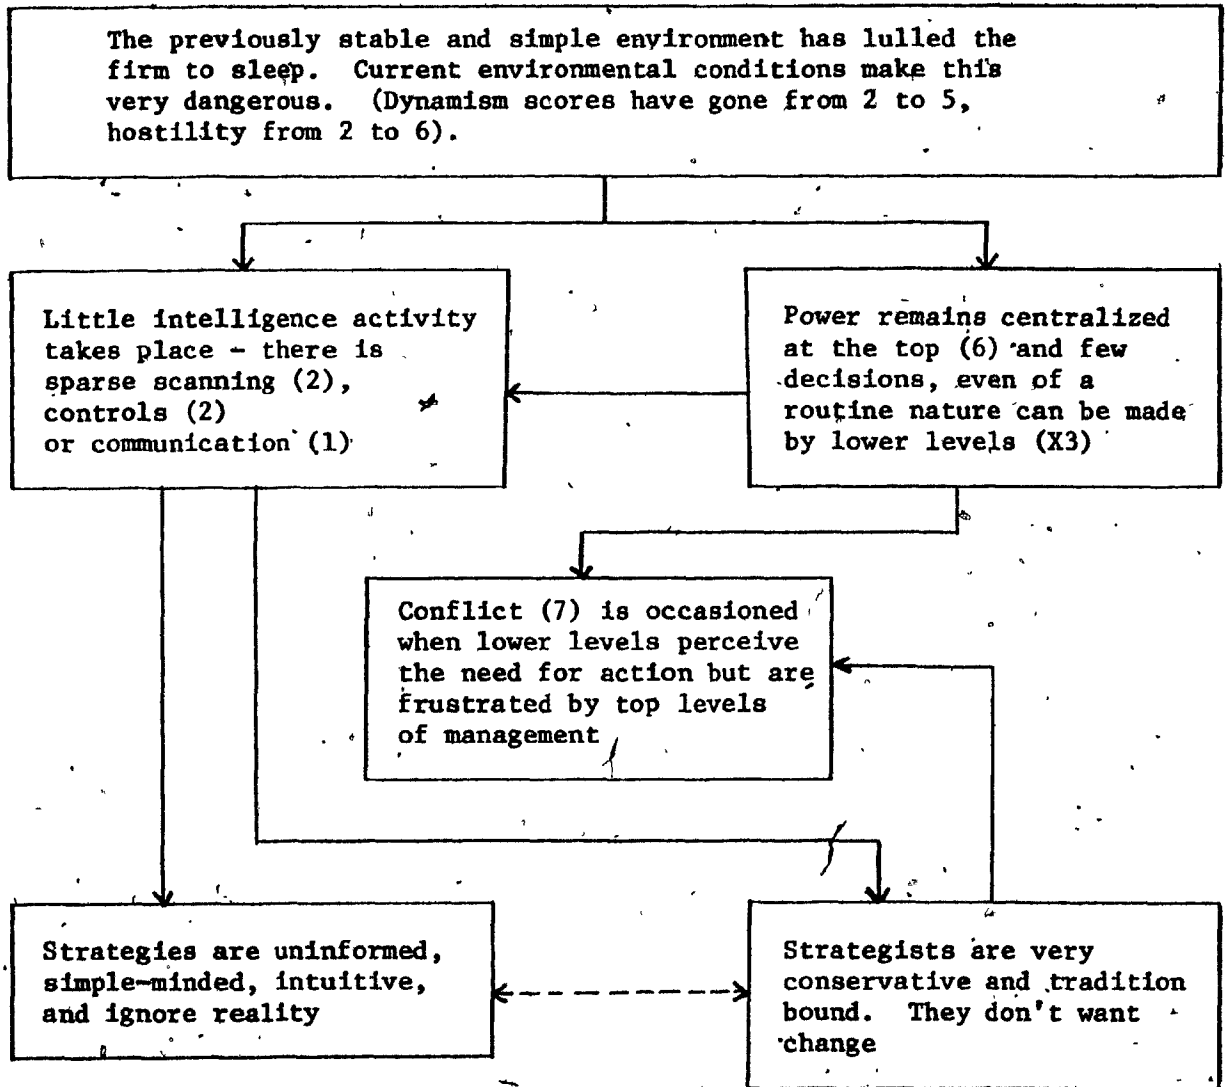 The previously stable and simple environment has lulled the
firm to sleep. Current environmental conditions make this
very dangerous. (Dynamism scores have gone from 2 to 5,
hostility from 2 to 6).
Little intelligence activity
takes place - there is
sparse scanning (2),
controls (2)
or communication (1)
Power remains centralized
at the top (6) and few
decisions, even of a
routine nature can be made
by lower levels (X3)
Conflict (7) is occasioned
when lower levels perceive
the need for action but are
frustrated by top levels
of management
Strategies are uninformed,
simple-minded, intuitive,
and ignore reality
Strategists are very
conservative and tradition
bound. They don't want
change